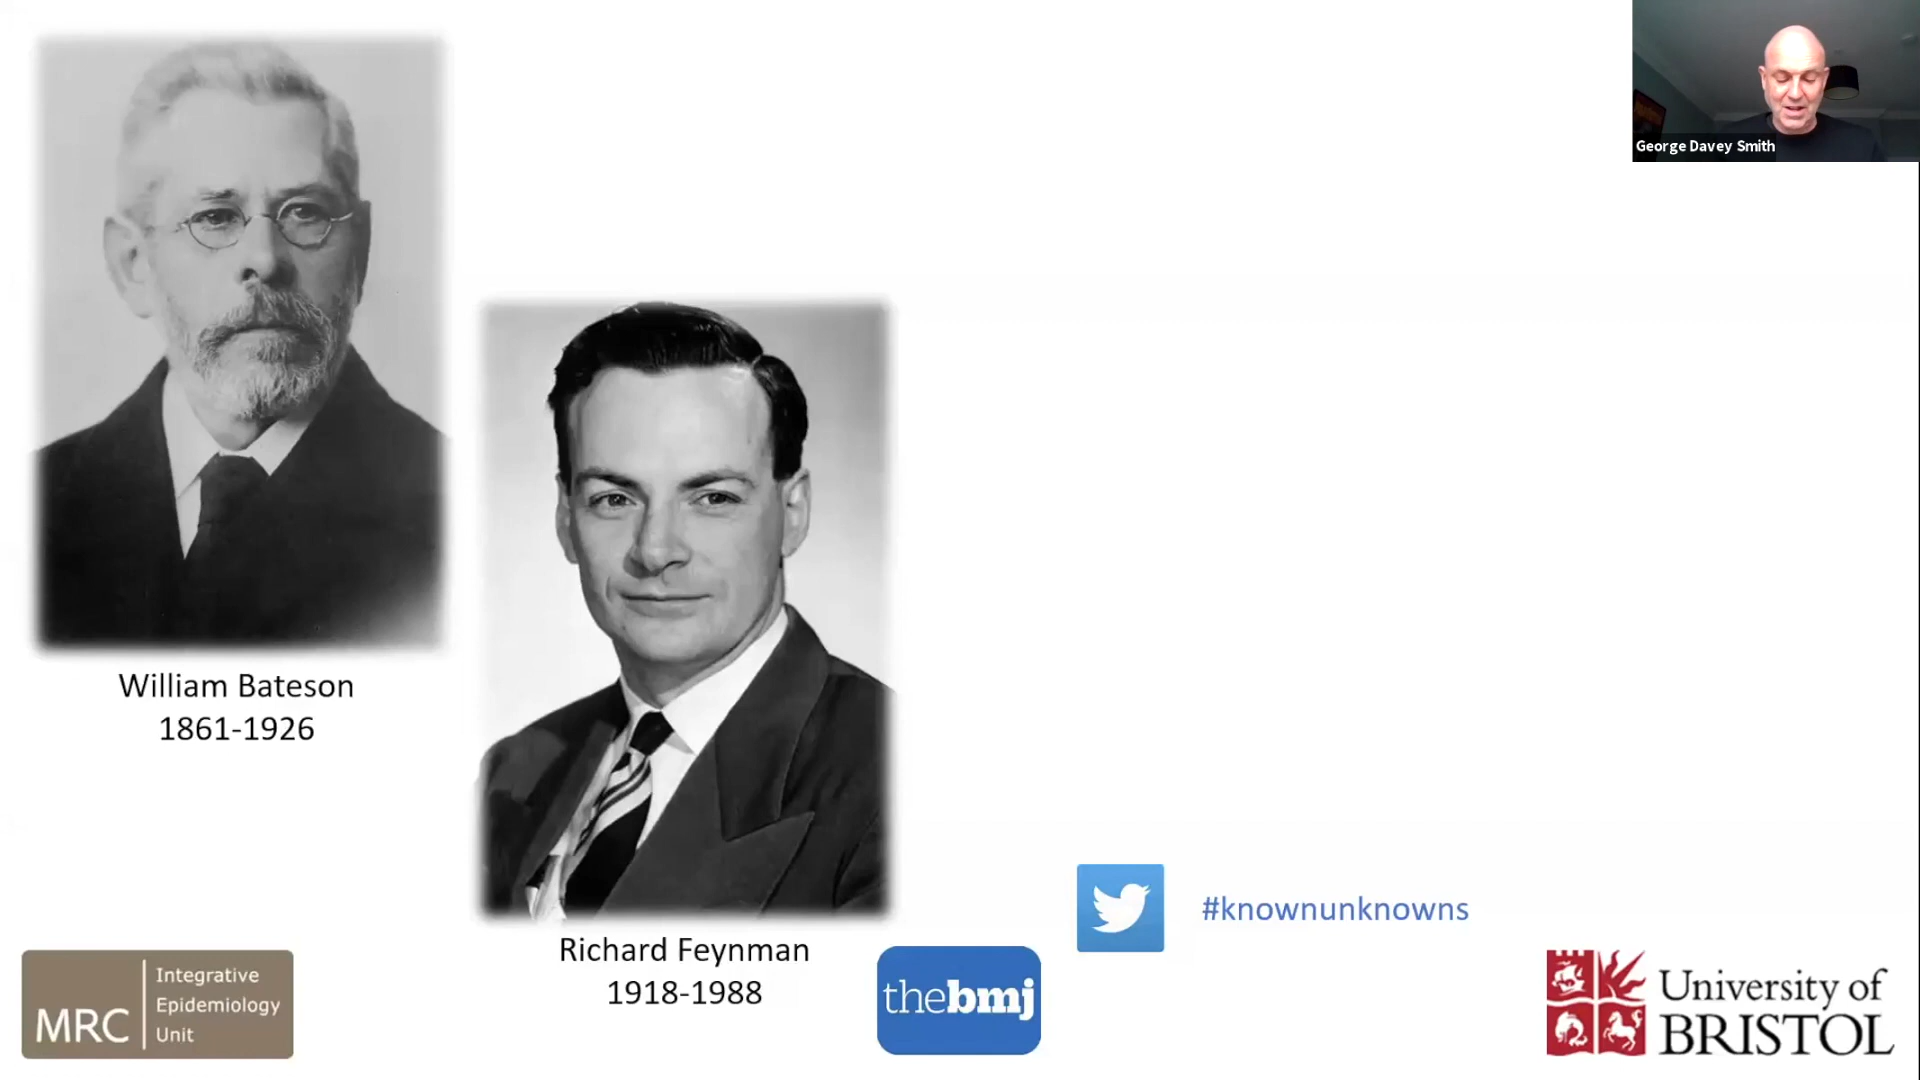 George Davey Smith
William Bateson
1861-1926
Richard Feynman
1918-1988
#knownunknowns
MRC
Integrative
Epidemiology
Unit
thebmj
University of
BRISTOL